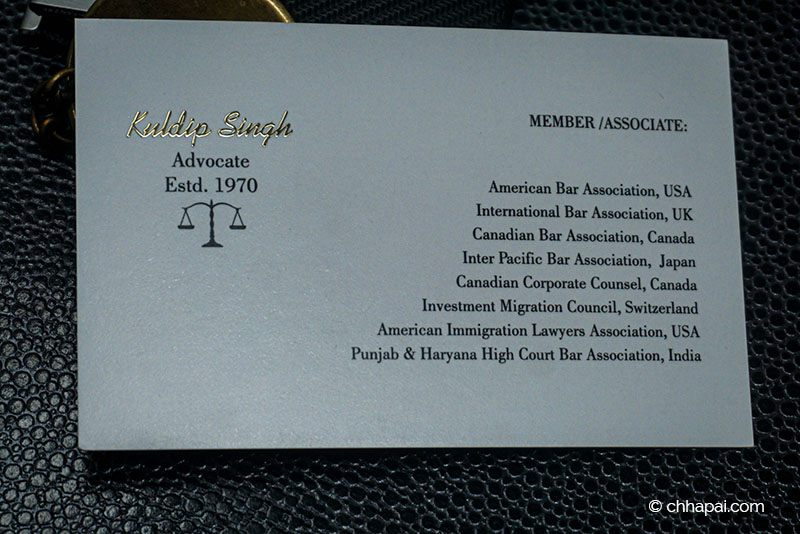 Kuldip Singh
Advocate
Estd. 1970
MEMBER /ASSOCIATE:
American Bar Association, USA
International Bar Association, UK
Canadian Bar Association, Canada
Inter Pacific Bar Association, Japan
Canadian Corporate Counsel, Canada
Investment Migration Council, Switzerland
American Immigration Lawyers Association, USA
Punjab & Haryana High Court Bar Association, India
© chhapai.com